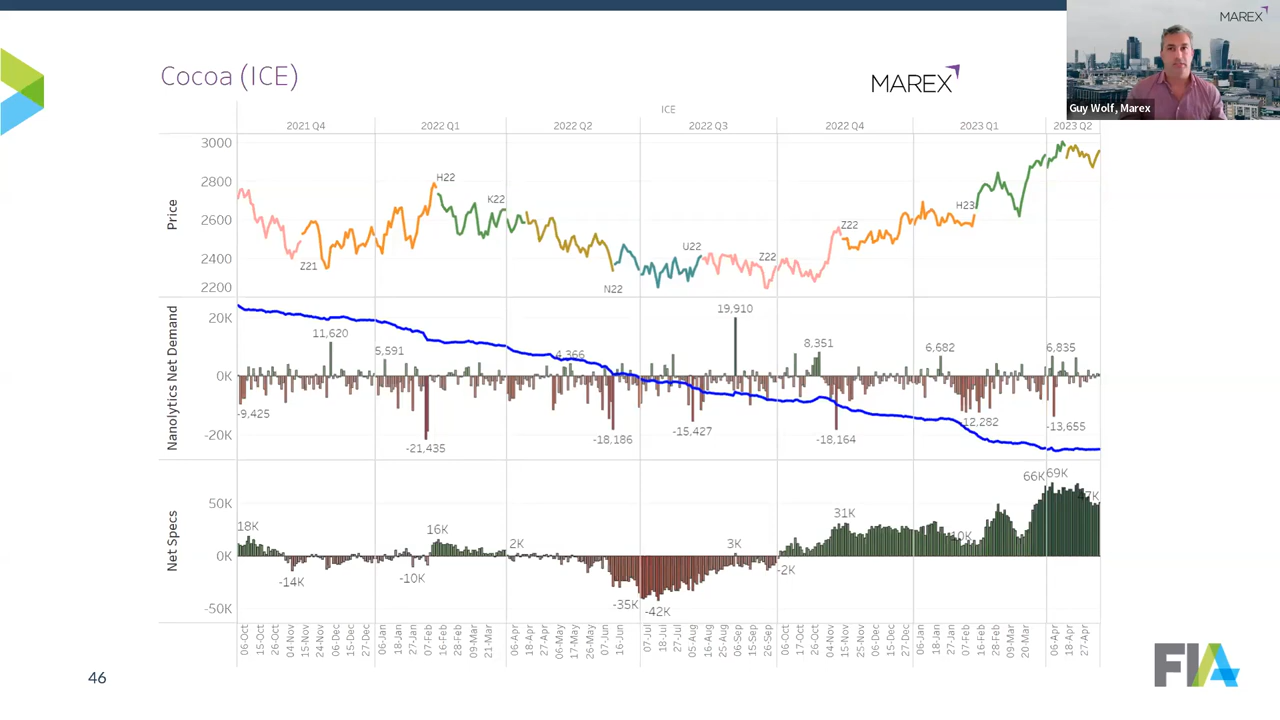 MAREX
Guy Wolf, Marex
Cocoa (ICE)
MAREX
ICE
2021 Q4 2022 Q1 2022 Q2 2022 Q3 2022 Q4 2023 Q1 2023 Q2
Price
3000
2800
2600
2400
2200
Z21 H22 K22 N22 U22 Z22 Z22 H23
Nanolytics Net Demand
20K
0K
-20K
-9,425 11,620 5,591 -21,435 4,366 -18,186 -15,427 19,910 8,351 -18,164 6,682 12,282 6,835 -13,655
Net Specs
50K
0K
-50K
18K -14K -10K 16K 2K -35K -42K 3K -2K 31K 10K 66K 69K 47K
06-Oct 15-Oct 26-Oct 04-Nov 15-Nov 24-Nov 06-Dec 15-Dec 27-Dec 06-Jan 18-Jan 27-Jan 07-Feb 16-Feb 28-Feb 09-Mar 21-Mar 06-Apr 18-Apr 27-Apr 06-May 17-May 26-May 07-Jun 16-Jun 07-Jul 18-Jul 27-Jul 05-Aug 16-Aug 25-Aug 06-Sep 15-Sep 26-Sep 06-Oct 17-Oct 26-Oct 04-Nov 15-Nov 25-Nov 06-Dec 15-Dec 27-Dec 06-Jan 18-Jan 27-Jan 07-Feb 16-Feb 28-Feb 09-Mar 20-Mar 06-Apr 18-Apr 27-Apr
46
FIA